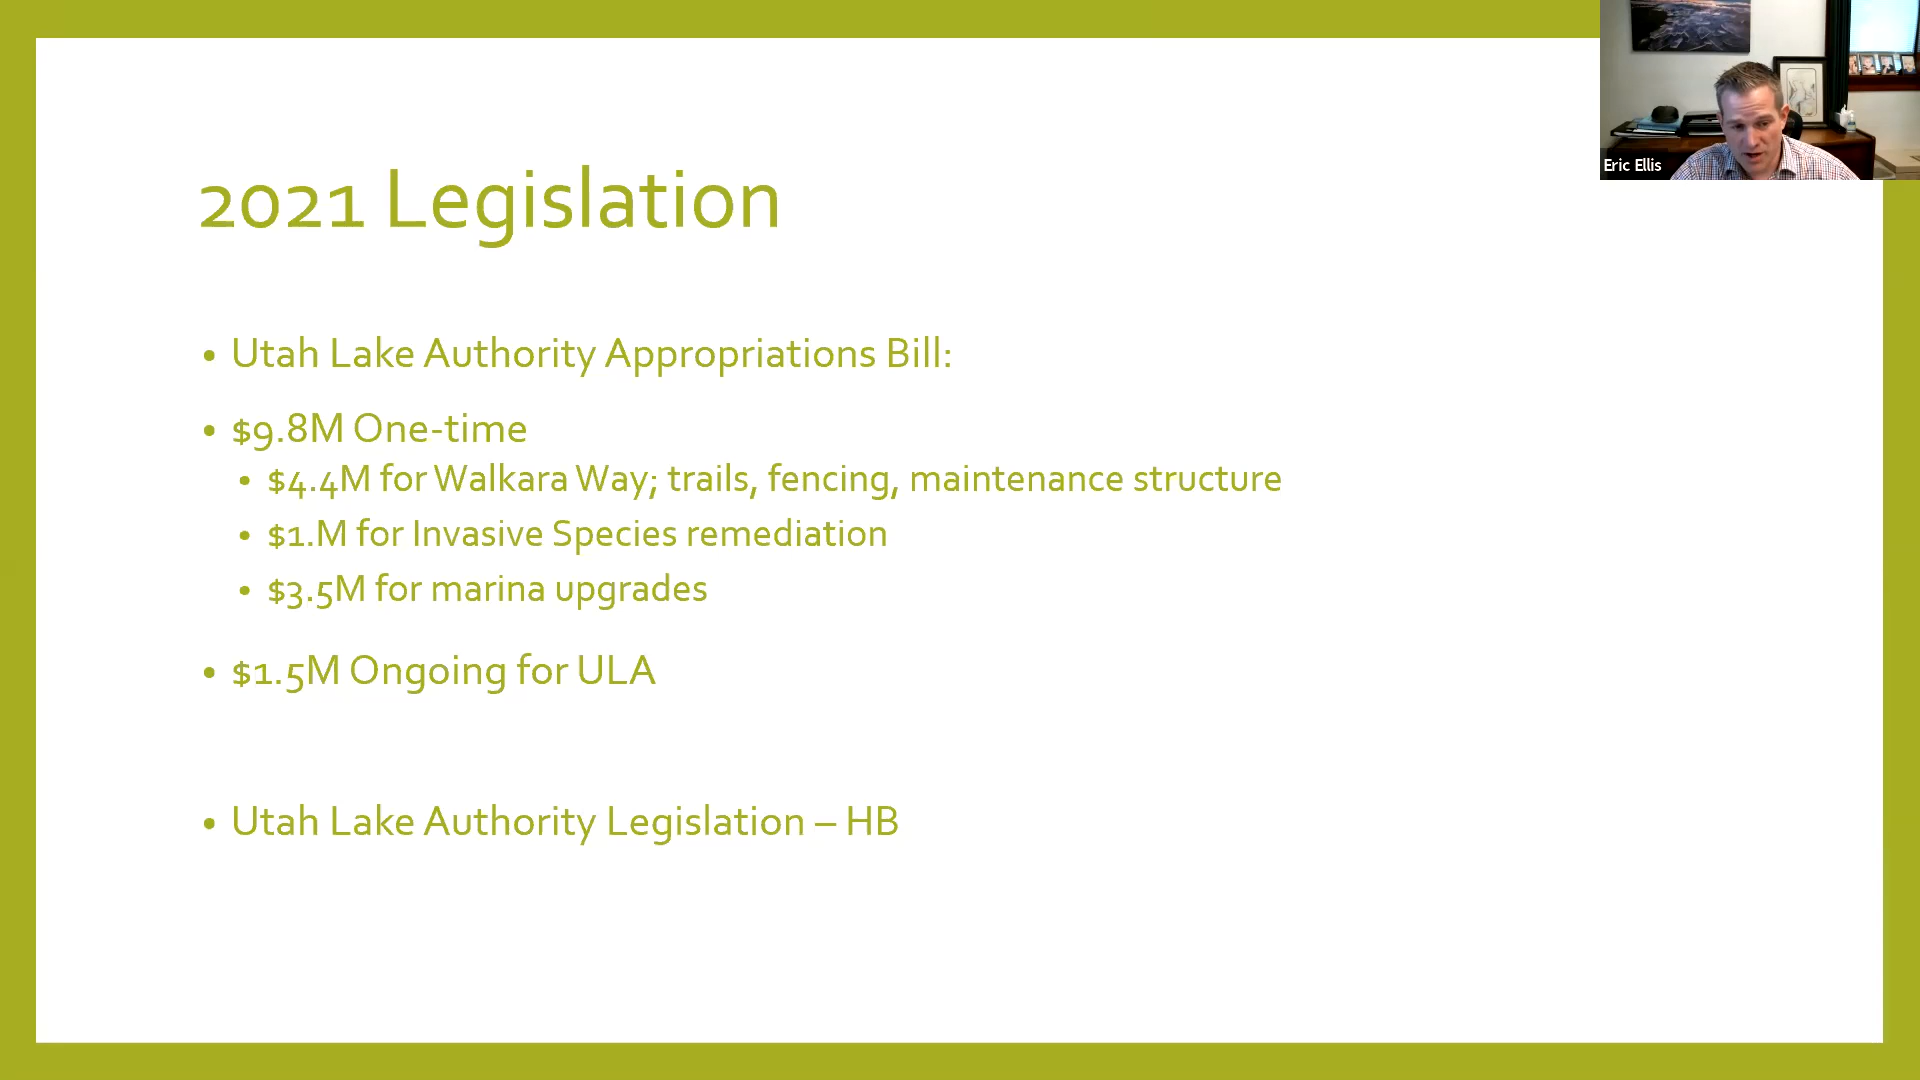 2021 Legislation
• Utah Lake Authority Appropriations Bill:
• $9.8M One-time
• $4.4M for Walkara Way; trails, fencing, maintenance structure
• $1.M for Invasive Species remediation
• $3.5M for marina upgrades
• $1.5M Ongoing for ULA
• Utah Lake Authority Legislation – HB
Eric Ellis